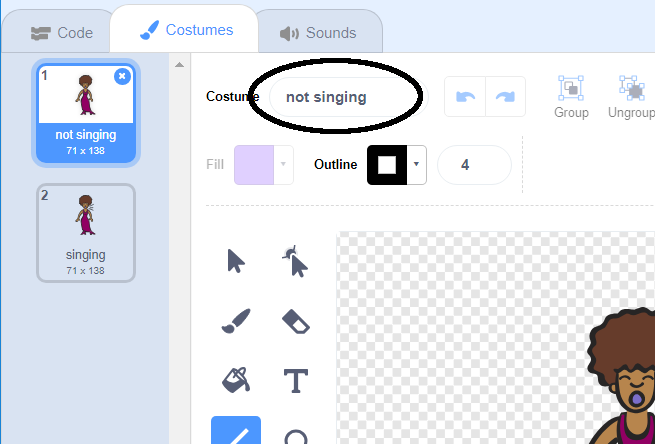 Code
Costumes
Sounds
1
not singing
71 x 138
2
singing
71 x 138
Costume
not singing
Group
Ungroup
Fill
Outline
4
T